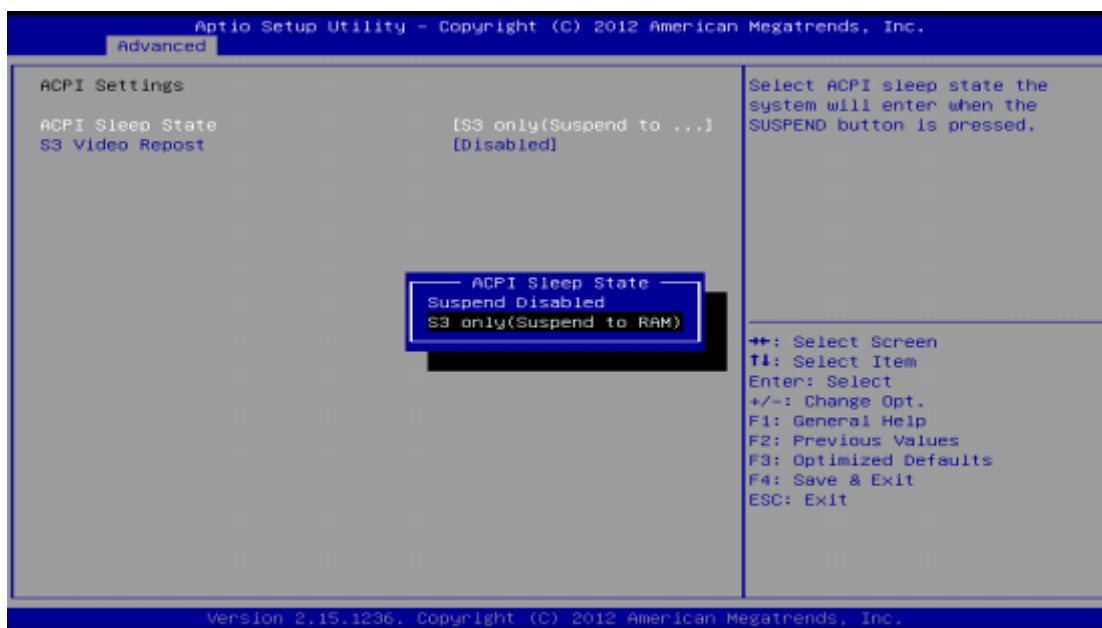 Aptio Setup Utility – Copyright (C) 2012 American Megatrends, Inc.
Advanced
ACPI Settings
ACPI Sleep State [S3 only(Suspend to ...]
S3 Video Repost [Disabled]
Select ACPI sleep state the
system will enter when the
SUSPEND button is pressed.
ACPI Sleep State
Suspend Disabled
S3 only(Suspend to RAM)
→←: Select Screen
↑↓: Select Item
Enter: Select
+/-: Change Opt.
F1: General Help
F2: Previous Values
F3: Optimized Defaults
F4: Save & Exit
ESC: Exit
Version 2.15.1236. Copyright (C) 2012 American Megatrends, Inc.